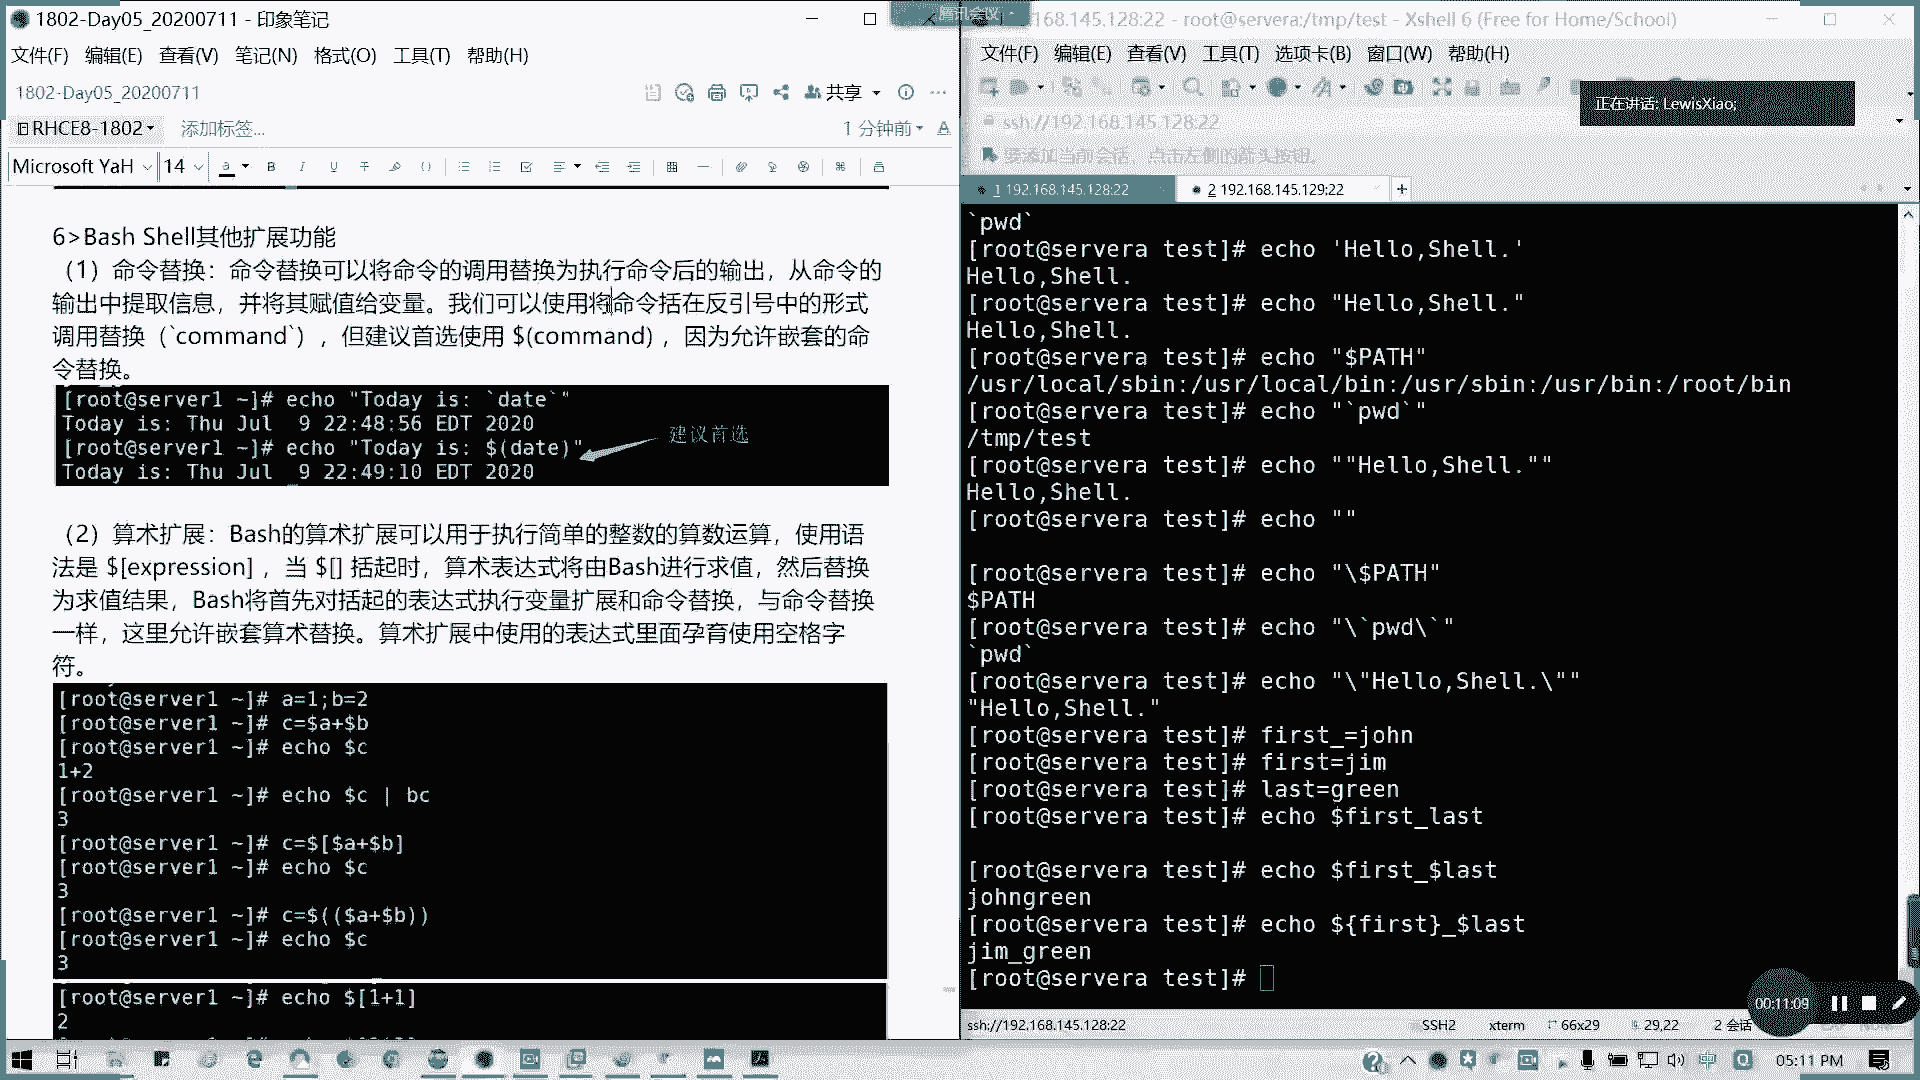 1802-Day05_20200711 - 印象笔记
文件(F) 编辑(E) 查看(V) 笔记(N) 格式(O) 工具(T) 帮助(H)
1802-Day05_20200711
共享
RHCE8-1802
添加标签...
1 分钟前
Microsoft YaH 14
6>Bash Shell其他扩展功能
（1）命令替换：命令替换可以将命令的调用替换为执行命令后的输出，从命令的
输出中提取信息，并将其赋值给变量。我们可以使用将命令括在反引号中的形式
调用替换（`command`），但建议首选使用 $(command) ，因为允许嵌套的命
令替换。
[root@server1 ~]# echo "Today is: `date`"
Today is: Thu Jul  9 22:48:56 EDT 2020
[root@server1 ~]# echo "Today is: $(date)"
建议首选
Today is: Thu Jul  9 22:49:10 EDT 2020
（2）算术扩展：Bash的算术扩展可以用于执行简单的整数的算数运算，使用语
法是 $[expression] ，当 $[] 括起时，算术表达式将由Bash进行求值，然后替换
为求值结果，Bash将首先对括起的表达式执行变量扩展和命令替换，与命令替换
一样，这里允许嵌套算术替换。算术扩展中使用的表达式里面孕育使用空格字
符。
[root@server1 ~]# a=1;b=2
[root@server1 ~]# c=$a+$b
[root@server1 ~]# echo $c
1+2
[root@server1 ~]# echo $c | bc
3
[root@server1 ~]# c=$[$a+$b]
[root@server1 ~]# echo $c
3
[root@server1 ~]# c=$(($a+$b))
[root@server1 ~]# echo $c
3
[root@server1 ~]# echo $[1+1]
2
腾讯会议
168.145.128:22 - root@servera:/tmp/test - Xshell 6 (Free for Home/School)
文件(F) 编辑(E) 查看(V) 工具(T) 选项卡(B) 窗口(W) 帮助(H)
正在讲话: LewisXiao;
ssh://192.168.145.128:22
要添加当前会话，点击左侧的箭头按钮。
1 192.168.145.128:22
2 192.168.145.129:22
`pwd`
[root@servera test]# echo 'Hello,Shell.'
Hello,Shell.
[root@servera test]# echo "Hello,Shell."
Hello,Shell.
[root@servera test]# echo "$PATH"
/usr/local/sbin:/usr/local/bin:/usr/sbin:/usr/bin:/root/bin
[root@servera test]# echo "`pwd`"
/tmp/test
[root@servera test]# echo ""Hello,Shell.""
Hello,Shell.
[root@servera test]# echo ""
[root@servera test]# echo "\$PATH"
$PATH
[root@servera test]# echo "\`pwd\`"
`pwd`
[root@servera test]# echo "\"Hello,Shell.\""
"Hello,Shell."
[root@servera test]# first_=john
[root@servera test]# first=jim
[root@servera test]# last=green
[root@servera test]# echo $first_last
[root@servera test]# echo $first_$last
johngreen
[root@servera test]# echo ${first}_$last
jim_green
[root@servera test]#
00:11:09
ssh://192.168.145.128:22 SSH2 xterm 66x29 29,22 2 会话
05:11 PM